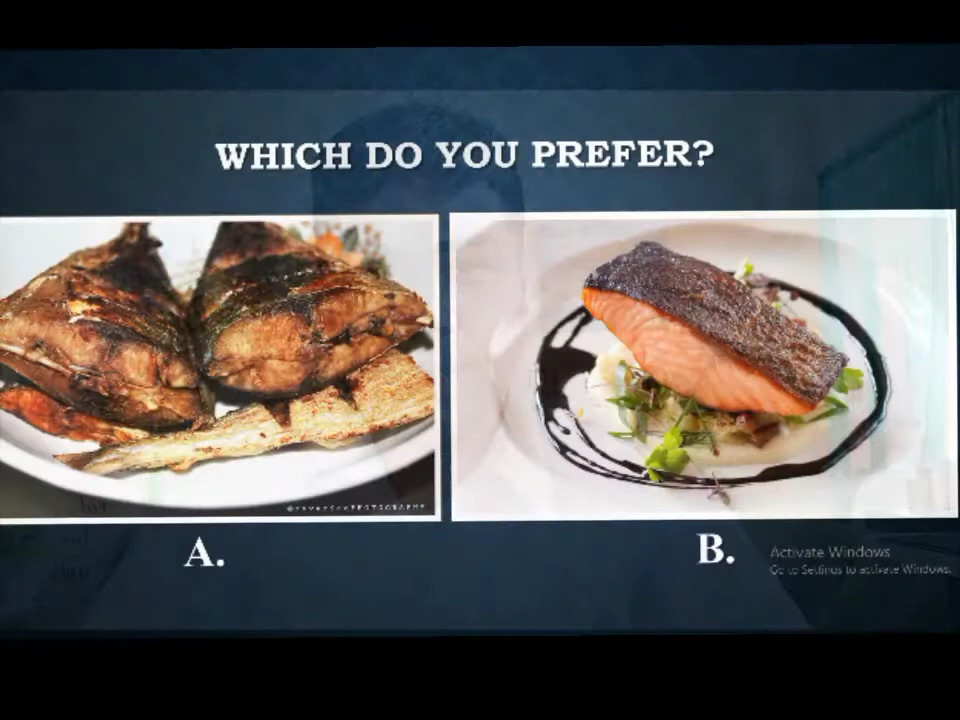 WHICH DO YOU PREFER?
A.
B.
Activate Windows
Go to Settings to activate Windows.